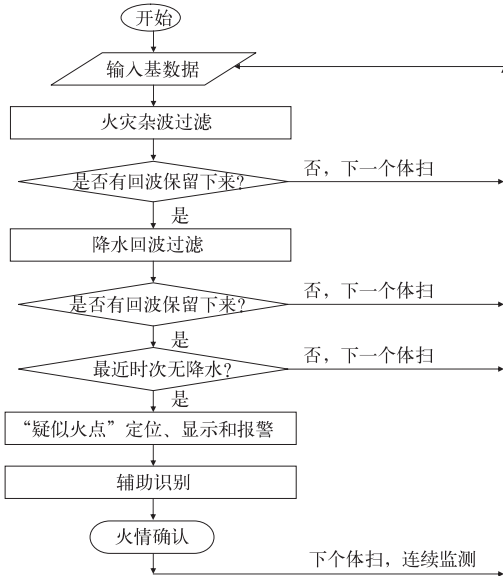 开始
输入基数据
火灾杂波过滤
是否有回波保留下来?
否，下一个体扫
是
降水回波过滤
是否有回波保留下来?
否，下一个体扫
是
最近时次无降水?
否，下一个体扫
是
“疑似火点”定位、显示和报警
辅助识别
火情确认
下个体扫，连续监测